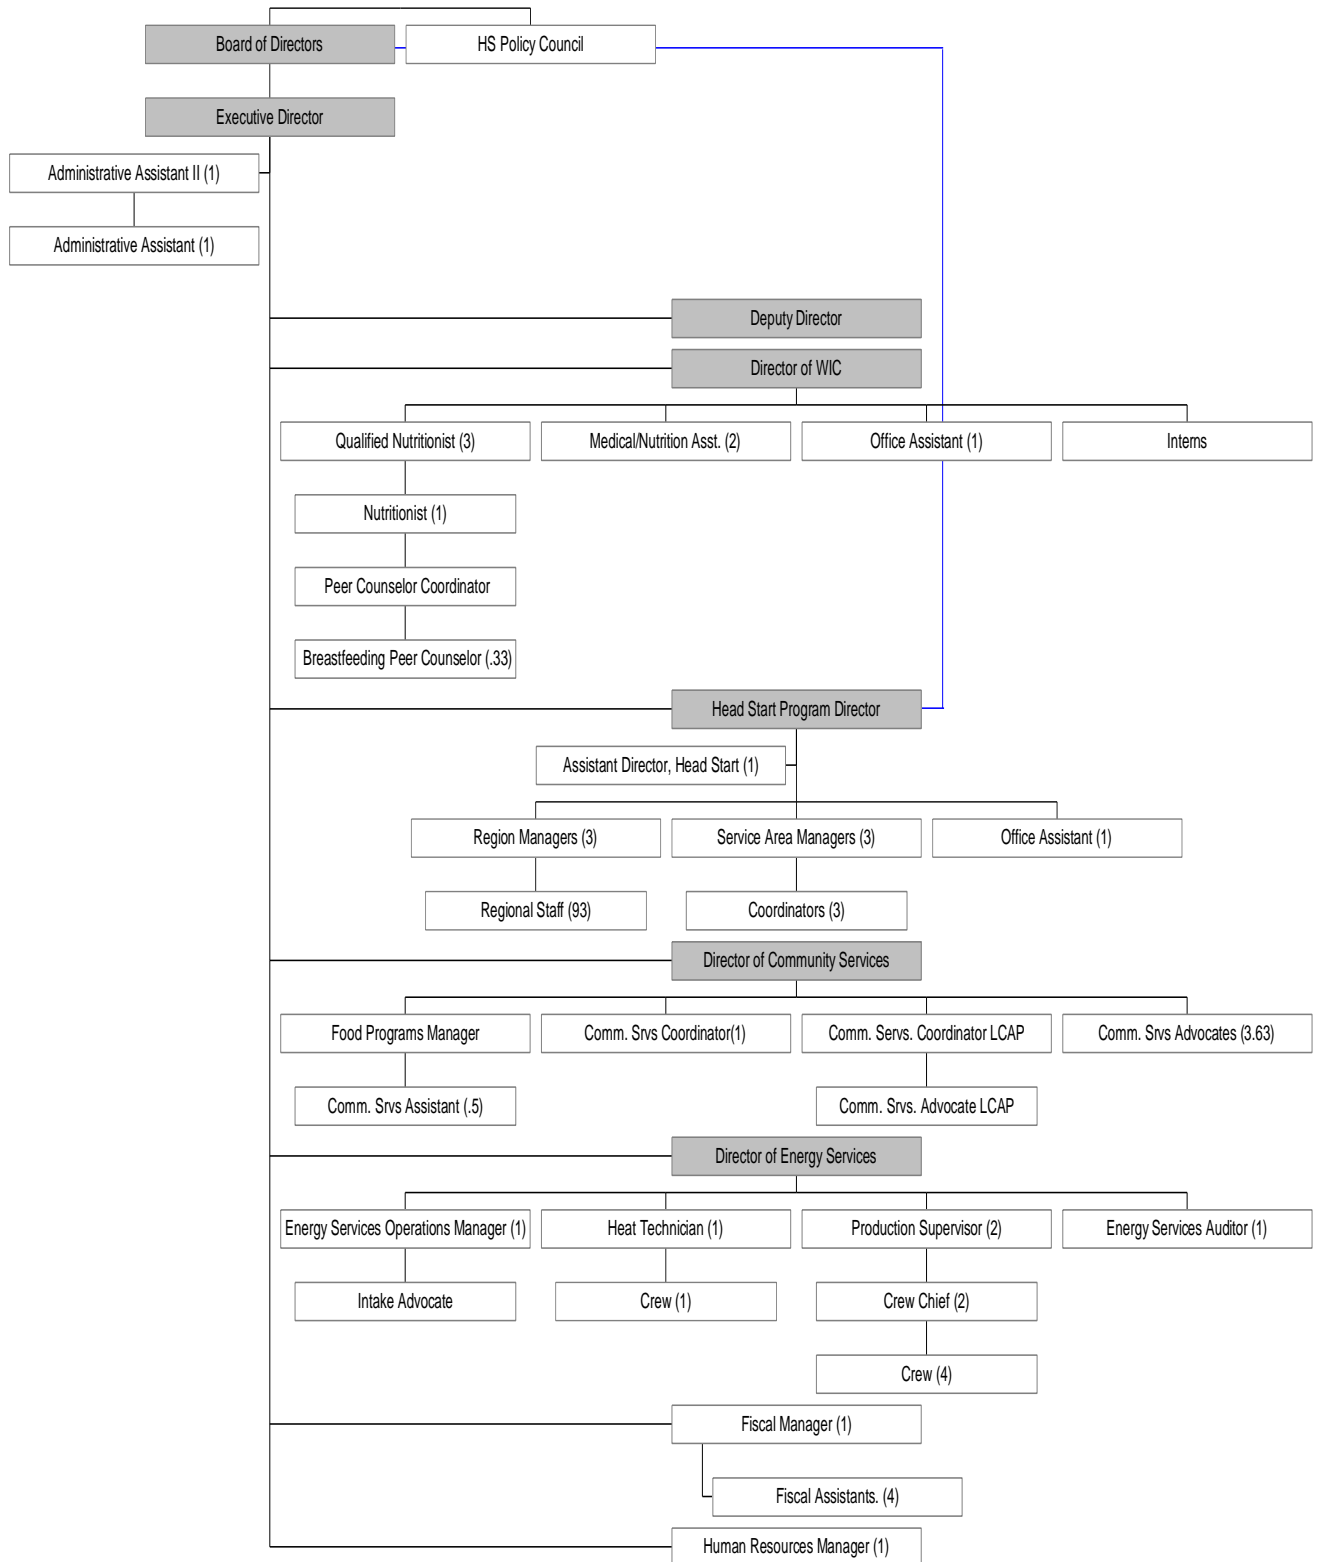 Board of Directors
HS Policy Council
Executive Director
Administrative Assistant II (1)
Administrative Assistant (1)
Deputy Director
Director of WIC
Qualified Nutritionist (3)
Medical/Nutrition Asst. (2)
Office Assistant (1)
Interns
Nutritionist (1)
Peer Counselor Coordinator
Breastfeeding Peer Counselor (.33)
Head Start Program Director
Assistant Director, Head Start (1)
Region Managers (3)
Service Area Managers (3)
Office Assistant (1)
Regional Staff (93)
Coordinators (3)
Director of Community Services
Food Programs Manager
Comm. Srvs Coordinator(1)
Comm. Servs. Coordinator LCAP
Comm. Srvs Advocates (3.63)
Comm. Srvs Assistant (.5)
Comm. Srvs. Advocate LCAP
Director of Energy Services
Energy Services Operations Manager (1)
Heat Technician (1)
Production Supervisor (2)
Energy Services Auditor (1)
Intake Advocate
Crew (1)
Crew Chief (2)
Crew (4)
Fiscal Manager (1)
Fiscal Assistants. (4)
Human Resources Manager (1)